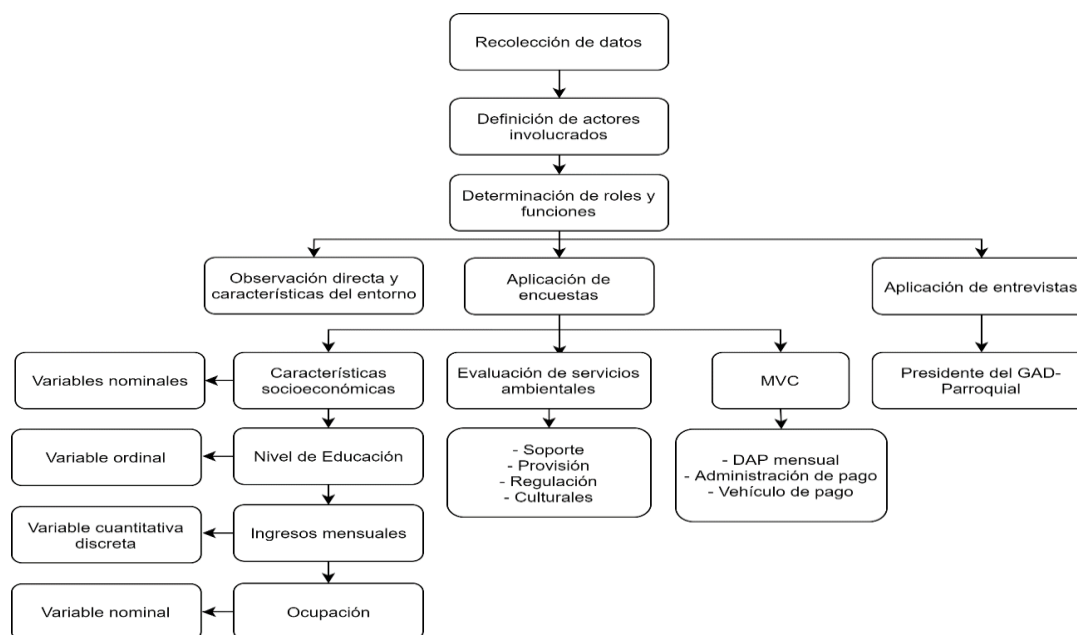 Recolección de datos
Definición de actores
involucrados
Determinación de roles y
funciones
Observación directa y
características del entorno
Aplicación de
encuestas
Aplicación de entrevistas
Variables nominales
Características
socioeconómicas
Evaluación de servicios
ambientales
MVC
Presidente del GAD-
Parroquial
Variable ordinal
Nivel de Educación
- Soporte
- Provisión
- Regulación
- Culturales
- DAP mensual
- Administración de pago
- Vehículo de pago
Variable cuantitativa
discreta
Ingresos mensuales
Variable nominal
Ocupación